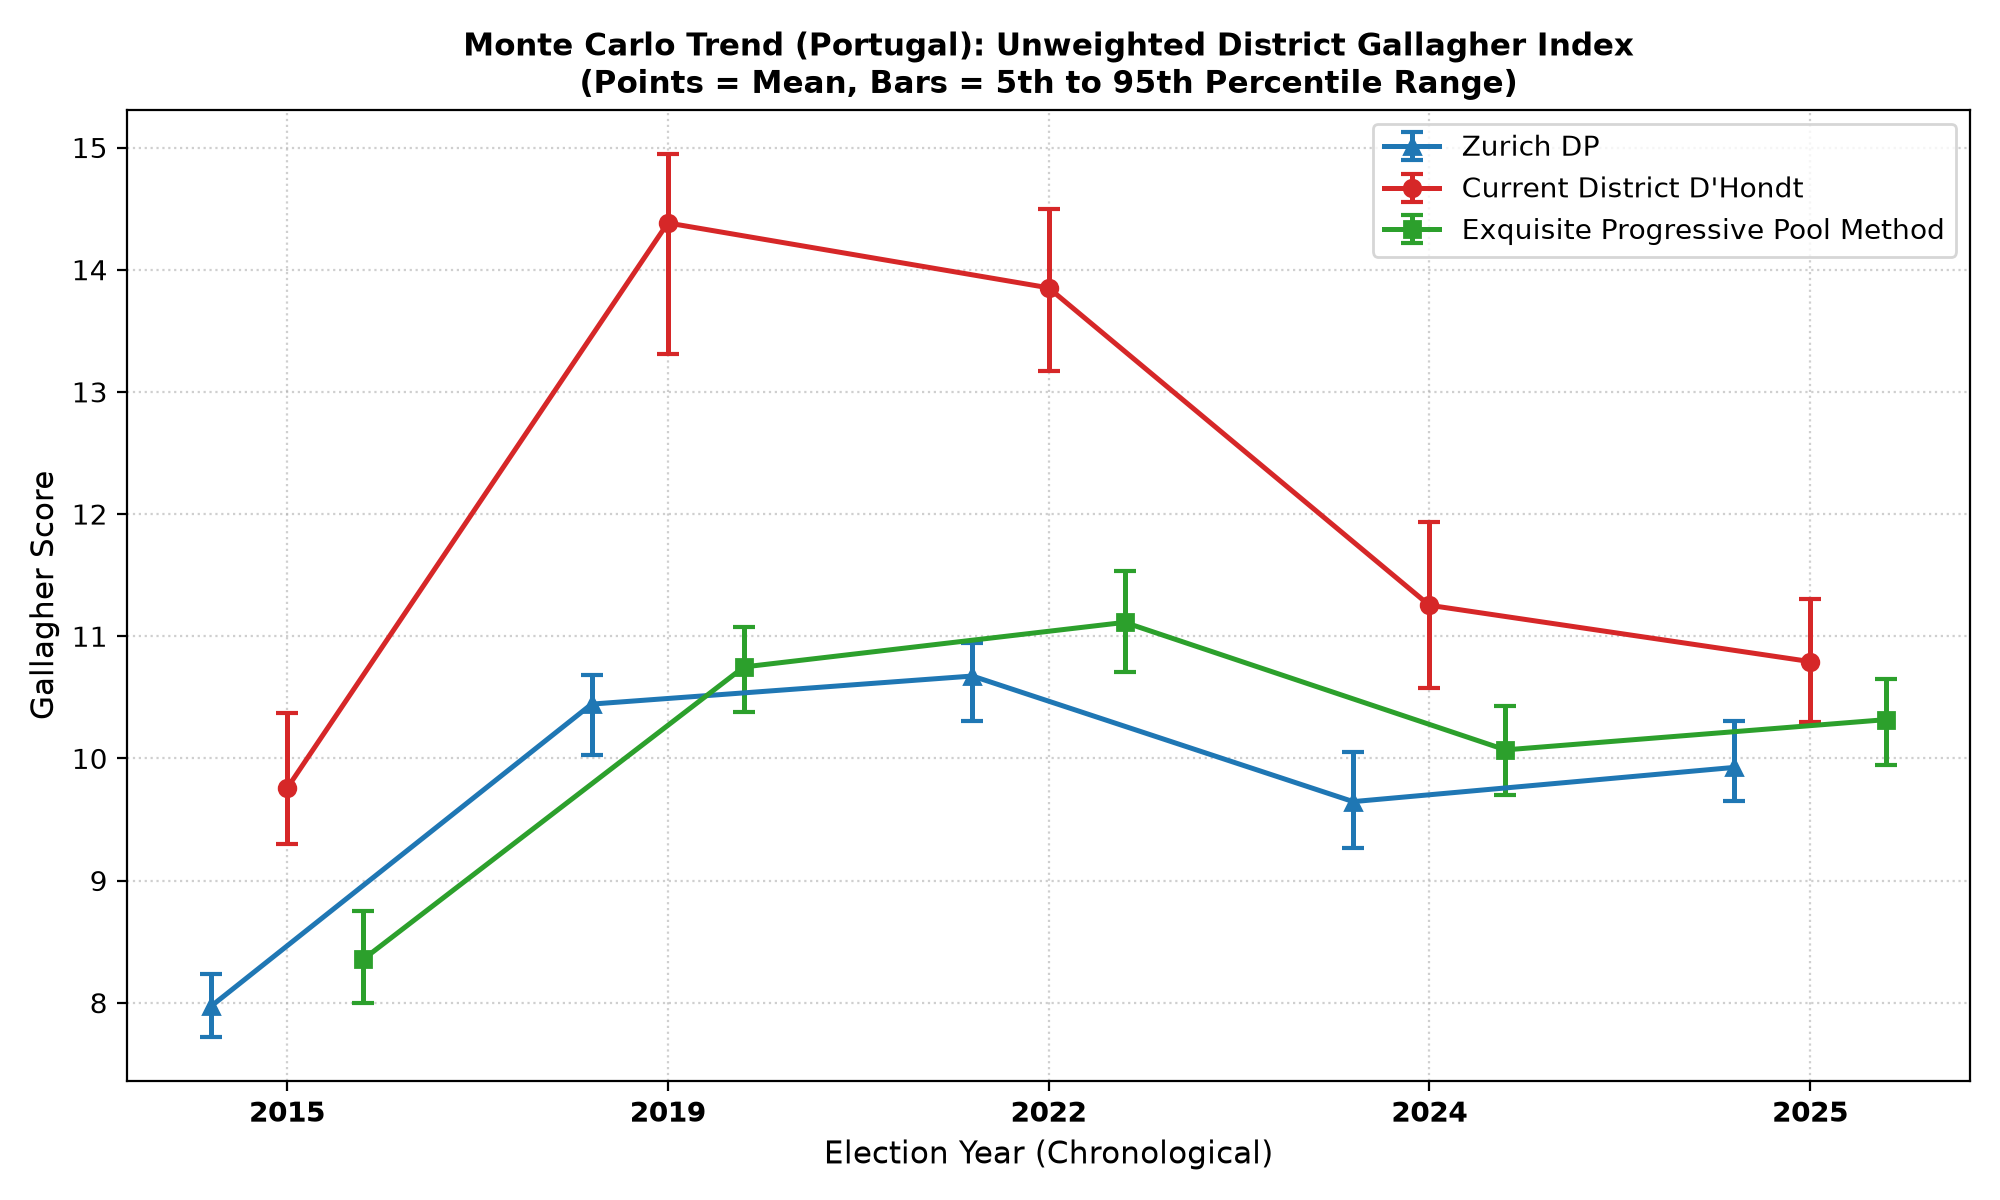 Monte Carlo Trend (Portugal): Unweighted District Gallagher Index
(Points = Mean, Bars = 5th to 95th Percentile Range)
Zurich DP
Current District D'Hondt
Exquisite Progressive Pool Method
Gallagher Score
15
14
13
12
11
10
9
8
2015
2019
2022
2024
2025
Election Year (Chronological)